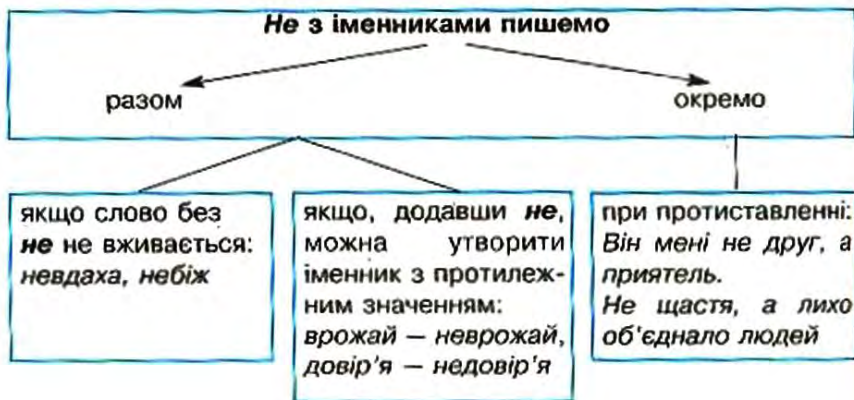 Не з іменниками пишемо
разом
окремо
якщо слово без
не не вживається:
невдаха, небіж
якщо, додавши не,
можна утворити
іменник з протилеж-
ним значенням:
врожай — неврожай,
довір'я — недовір'я
при протиставленні:
Він мені не друг, а
приятель.
Не щастя, а лихо
об'єднало людей